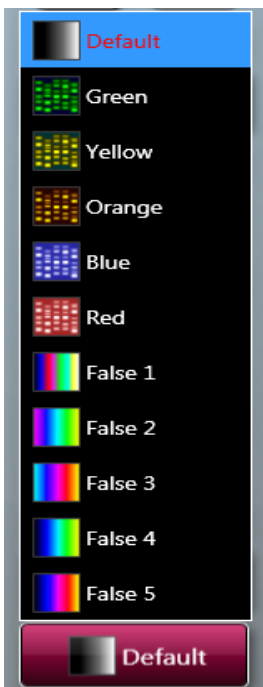 Default
Green
Yellow
Orange
Blue
Red
False 1
False 2
False 3
False 4
False 5
Default